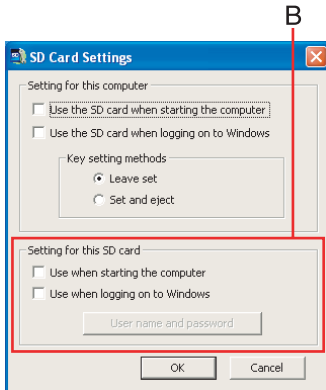 B
SD Card Settings
Setting for this computer
Use the SD card when starting the computer
Use the SD card when logging on to Windows
Key setting methods
Leave set
Set and eject
Setting for this SD card
Use when starting the computer
Use when logging on to Windows
User name and password
OK Cancel